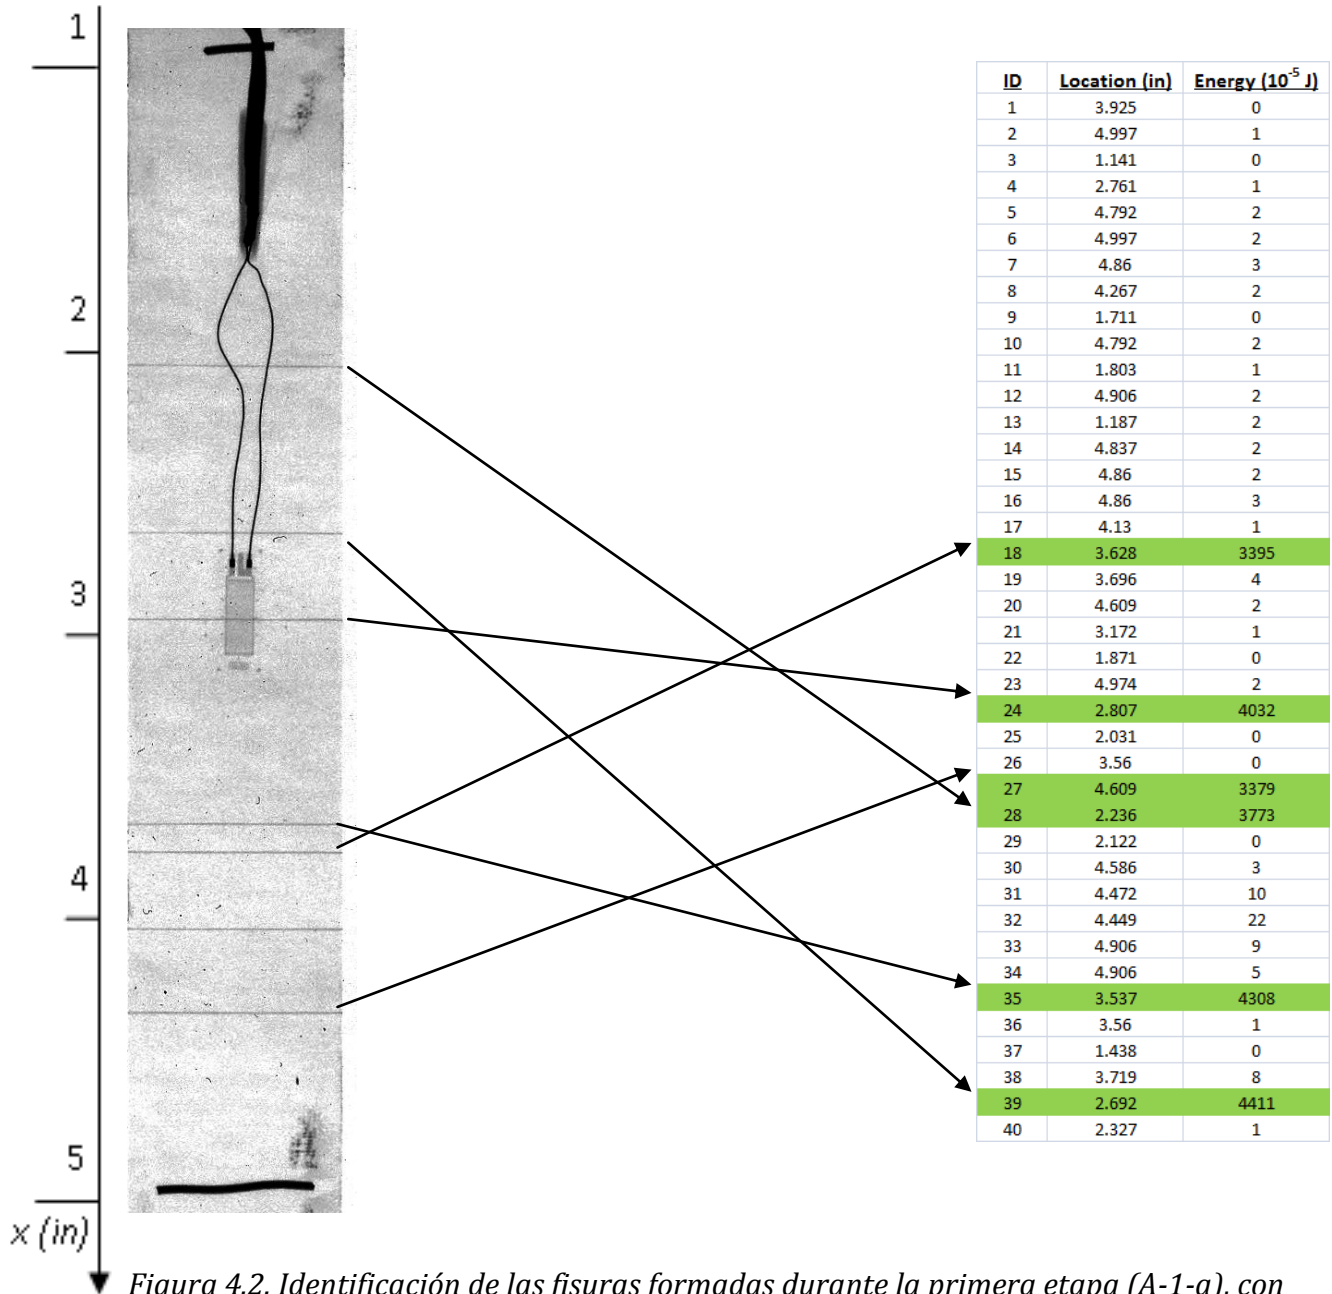 1
2
3
4
5
x (in)
ID Location (in) Energy (10⁻⁵ J)
1 3.925 0
2 4.997 1
3 1.141 0
4 2.761 1
5 4.792 2
6 4.997 2
7 4.86 3
8 4.267 2
9 1.711 0
10 4.792 2
11 1.803 1
12 4.906 2
13 1.187 2
14 4.837 2
15 4.86 2
16 4.86 3
17 4.13 1
18 3.628 3395
19 3.696 4
20 4.609 2
21 3.172 1
22 1.871 0
23 4.974 2
24 2.807 4032
25 2.031 0
26 3.56 0
27 4.609 3379
28 2.236 3773
29 2.122 0
30 4.586 3
31 4.472 10
32 4.449 22
33 4.906 9
34 4.906 5
35 3.537 4308
36 3.56 1
37 1.438 0
38 3.719 8
39 2.692 4411
40 2.327 1
Figura 4.2. Identificación de las fisuras formadas durante la primera etapa (A-1-a), con